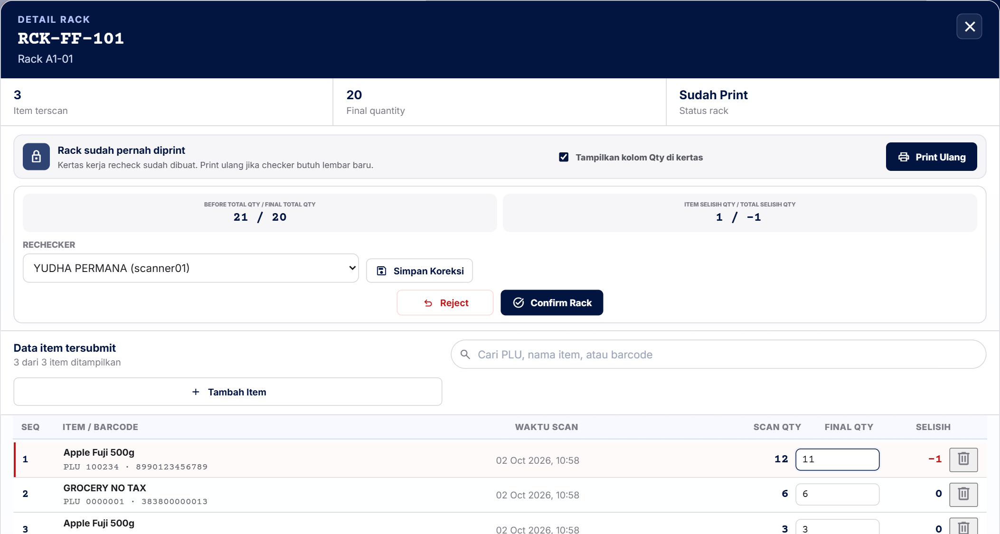 DETAIL RACK
RCK-FF-101
Rack A1-01
3
Item terscan
20
Final quantity
Sudah Print
Status rack
Rack sudah pernah diprint
Kertas kerja recheck sudah dibuat. Print ulang jika checker butuh lembar baru.
Tampilkan kolom Qty di kertas
Print Ulang
BEFORE TOTAL QTY / FINAL TOTAL QTY
21 / 20
ITEM SELISIH QTY / TOTAL SELISIH QTY
1 / -1
RECHECKER
YUDHA PERMANA (scanner01)
Simpan Koreksi
Reject
Confirm Rack
Data item tersubmit
3 dari 3 item ditampilkan
Cari PLU, nama item, atau barcode
+ Tambah Item
SEQ ITEM / BARCODE WAKTU SCAN SCAN QTY FINAL QTY SELISIH
1 Apple Fuji 500g 02 Oct 2026, 10:58 12 11 -1
PLU 100234 · 8990123456789
2 GROCERY NO TAX 02 Oct 2026, 10:58 6 6 0
PLU 0000001 · 383800000013
3 Apple Fuji 500g 02 Oct 2026, 10:58 3 3 0